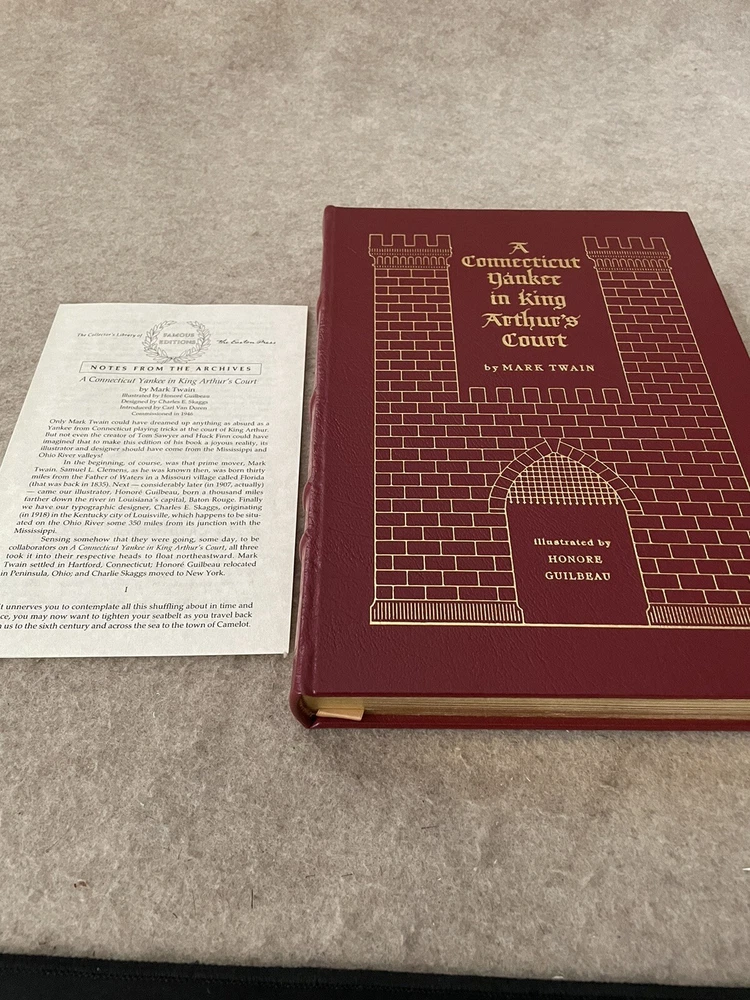 The Collector's Library of
FAMOUS
EDITIONS
The Easton Press
NOTES FROM THE ARCHIVES
A Connecticut Yankee in King Arthur's Court
by Mark Twain
Illustrated by Honoré Guilbeau
Designed by Charles E. Skaggs
Introduced by Carl Van Doren
Commissioned in 1946
Only Mark Twain could have dreamed up anything as absurd as a
Yankee from Connecticut playing tricks at the court of King Arthur.
But not even the creator of Tom Sawyer and Huck Finn could have
imagined that to make this edition of his book a joyous reality, its
illustrator and designer should have come from the Mississippi and
Ohio River valleys!
In the beginning, of course, was that prime mover, Mark
Twain. Samuel L. Clemens, as he was known then, was born thirty
miles from the Father of Waters in a Missouri village called Florida
(that was back in 1835). Next — considerably later (in 1907, actually)
— came our illustrator. Honoré Guilbeau, born a thousand miles
farther down the river in Louisiana's capital, Baton Rouge. Finally
we have our typographic designer, Charles E. Skaggs, originating
(in 1918) in the Kentucky city of Louisville, which happens to be situ-
ated on the Ohio River some 350 miles from its junction with the
Mississippi.
Sensing somehow that they were going, some day, to be
collaborators on A Connecticut Yankee in King Arthur's Court, all three
took it into their respective heads to float northeastward. Mark
Twain settled in Hartford, Connecticut; Honoré Guilbeau relocated
in Peninsula, Ohio; and Charlie Skaggs moved to New York.
I
it unnerves you to contemplate all this shuffling about in time and
ce, you may now want to tighten your seatbelt as you travel back
h us to the sixth century and across the sea to the town of Camelot.
A
Connecticut
Yankee
in King
Arthur's
Court
by MARK TWAIN
illustrated by
HONORE
GUILBEAU